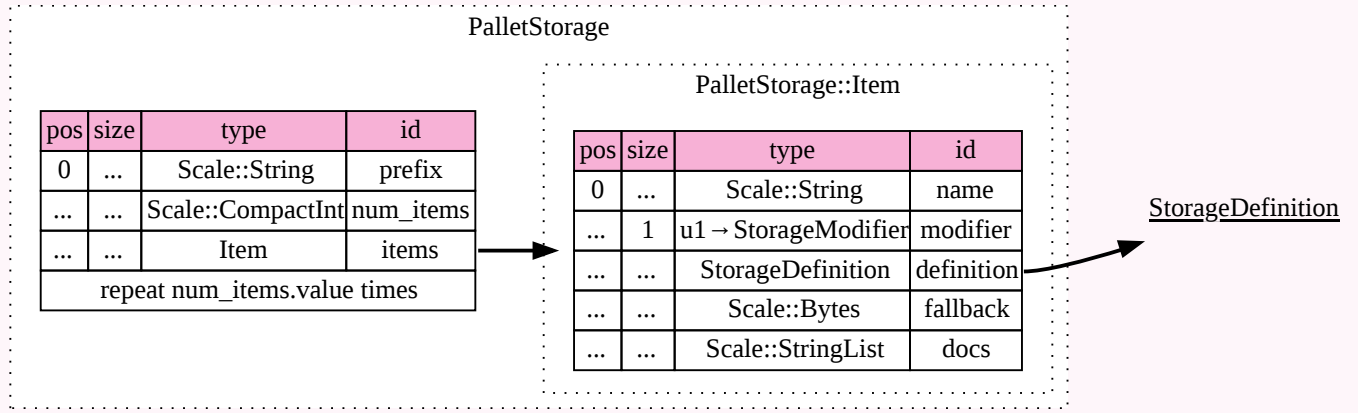 PalletStorage
pos size type id
0 ... Scale::String prefix
... ... Scale::CompactInt num_items
... ... Item items
repeat num_items.value times
PalletStorage::Item
pos size type id
0 ... Scale::String name
... 1 u1→StorageModifier modifier
... ... StorageDefinition definition
... ... Scale::Bytes fallback
... ... Scale::StringList docs
StorageDefinition